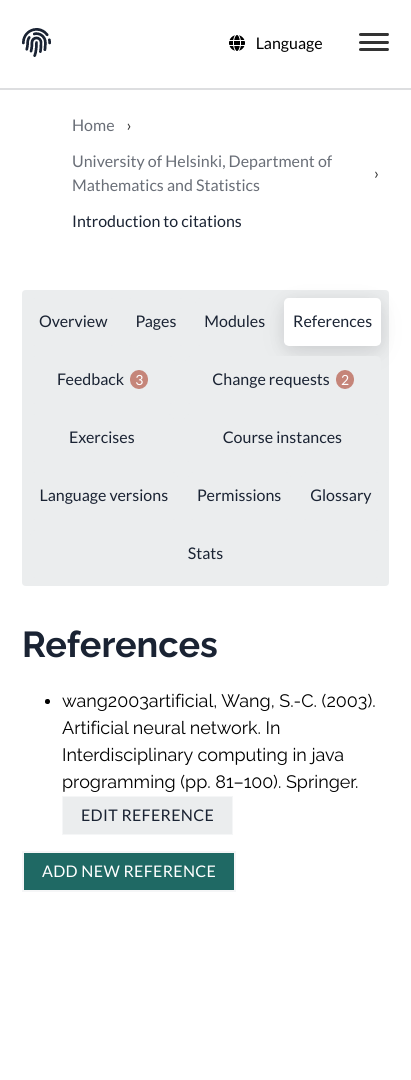 Language
Home ›
University of Helsinki, Department of
Mathematics and Statistics ›
Introduction to citations
Overview Pages Modules References
Feedback 3 Change requests 2
Exercises Course instances
Language versions Permissions Glossary
Stats
References
• wang2003artificial, Wang, S.-C. (2003).
Artificial neural network. In
Interdisciplinary computing in java
programming (pp. 81–100). Springer.
EDIT REFERENCE
ADD NEW REFERENCE